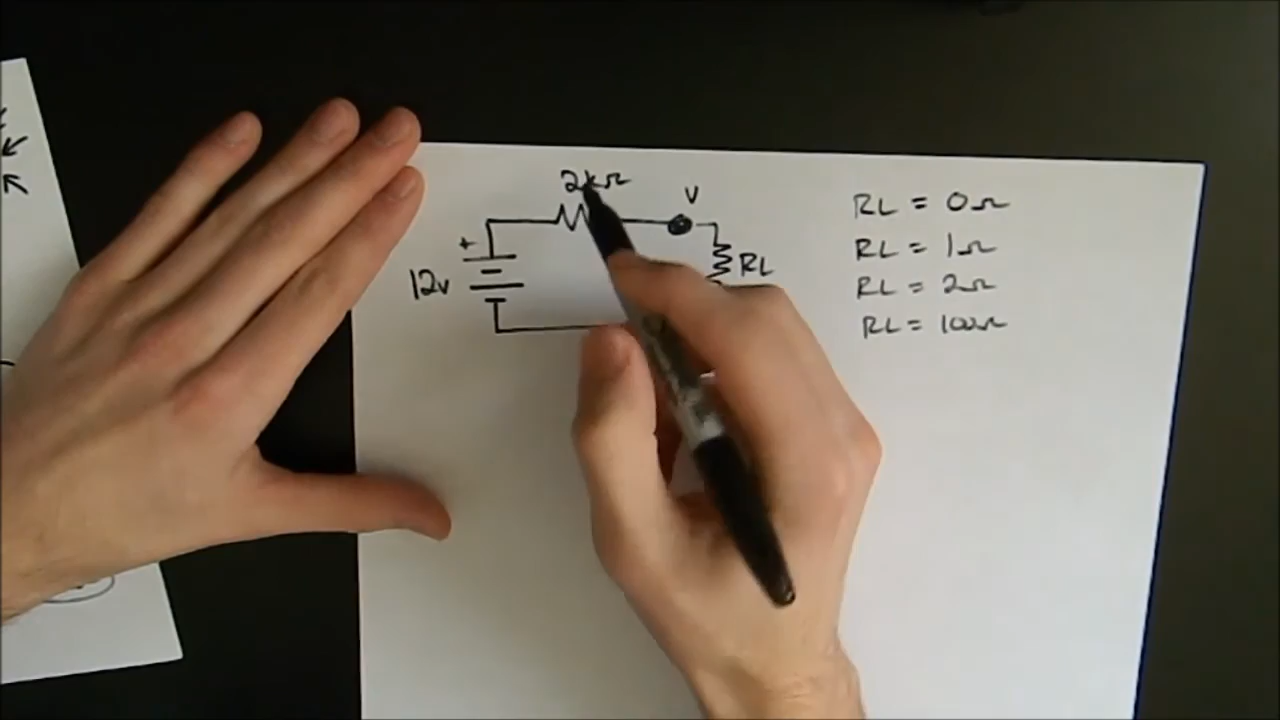 2kΩ
V
+
12v
RL
RL = 0Ω
RL = 1Ω
RL = 2Ω
RL = 100Ω